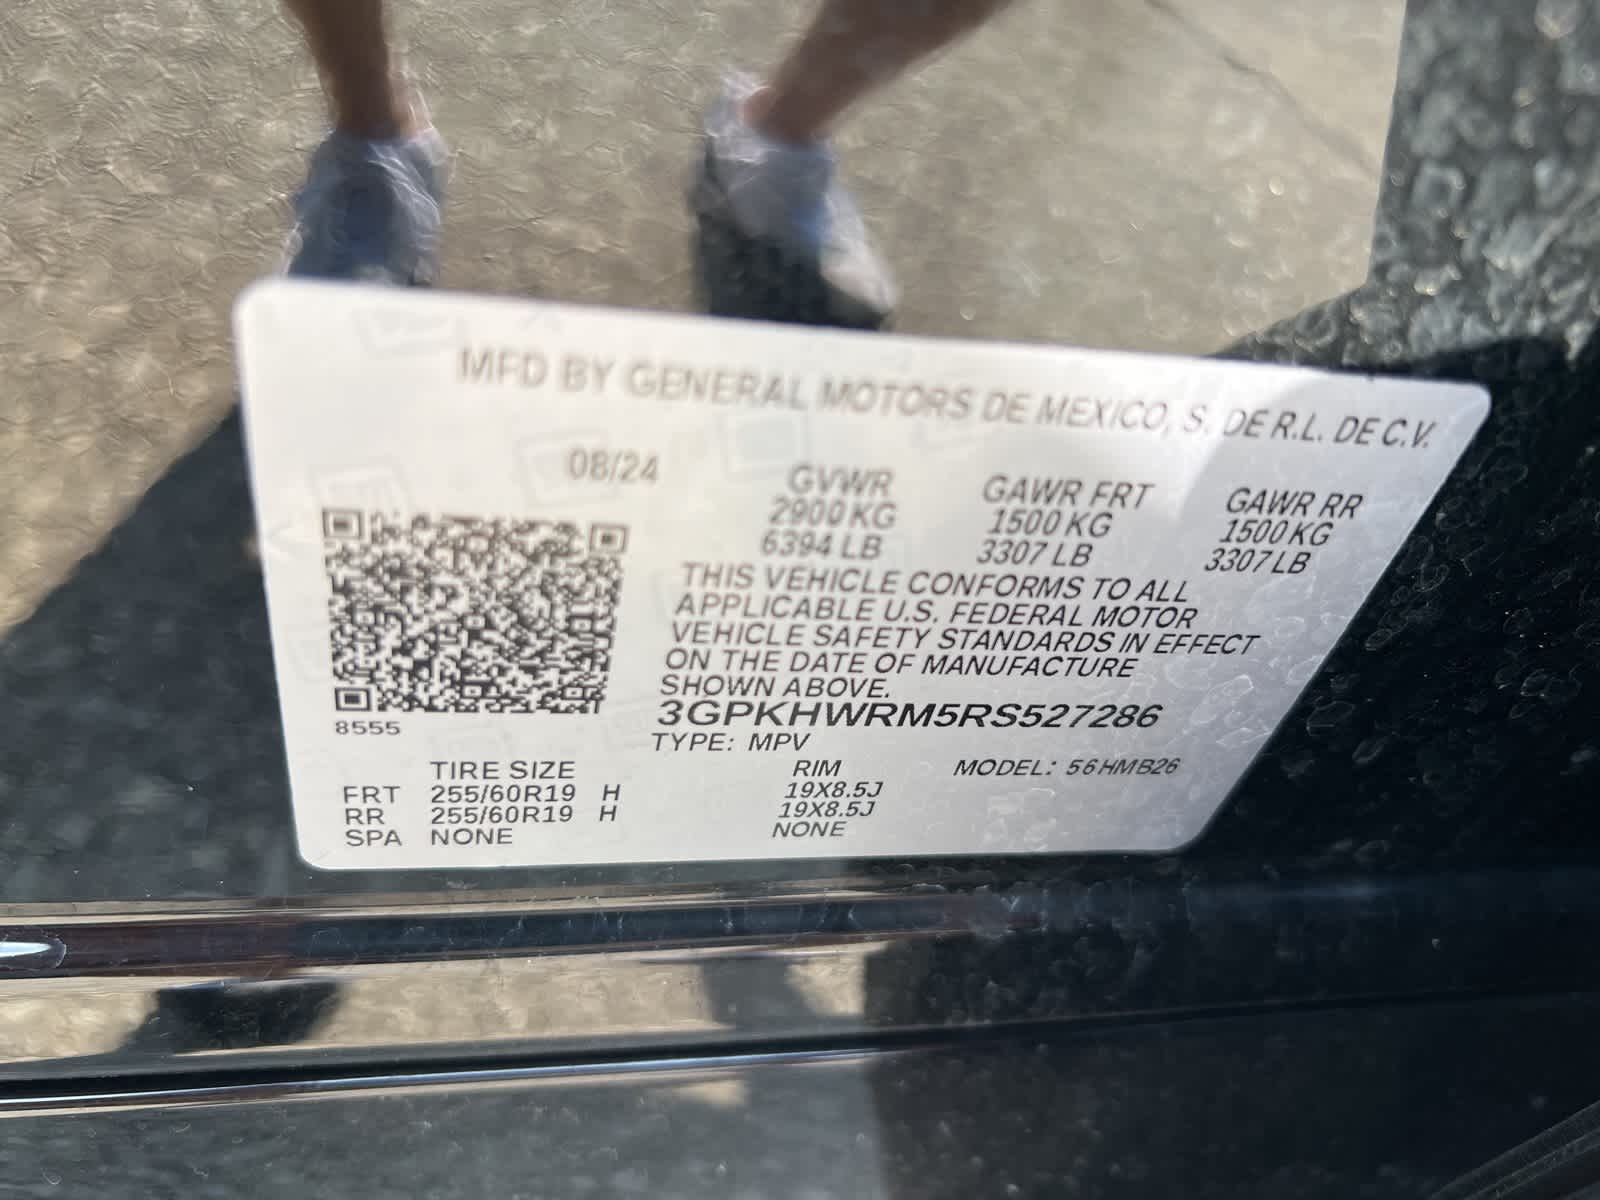 MFD BY GENERAL MOTORS DE MEXICO, S. DE R.L. DE C.V.
08/24 GVWR GAWR FRT GAWR RR
2900 KG 1500 KG 1500 KG
6394 LB 3307 LB 3307 LB
THIS VEHICLE CONFORMS TO ALL
APPLICABLE U.S. FEDERAL MOTOR
VEHICLE SAFETY STANDARDS IN EFFECT
ON THE DATE OF MANUFACTURE
SHOWN ABOVE.
3GPKHWRM5RS527286
8555
TYPE: MPV
TIRE SIZE RIM MODEL: 56HMB26
FRT 255/60R19 H 19X8.5J
RR 255/60R19 H 19X8.5J
SPA NONE NONE